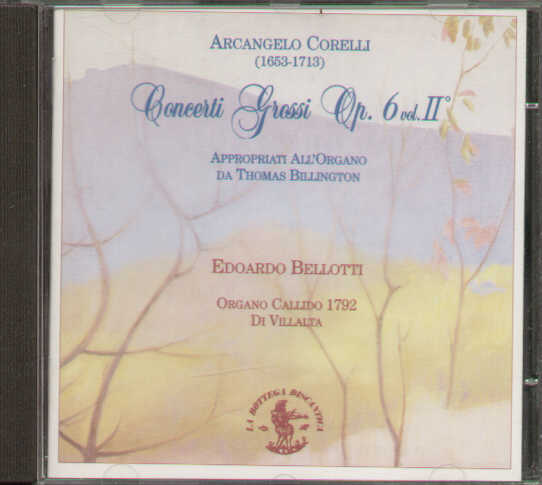 ARCANGELO CORELLI
(1653-1713)
Concerti Grossi Op. 6 vol. II°
APPROPRIATI ALL'ORGANO
DA THOMAS BILLINGTON
EDOARDO BELLOTTI
ORGANO CALLIDO 1792
DI VILLALTA
LA BOTTEGA DISCANTICA